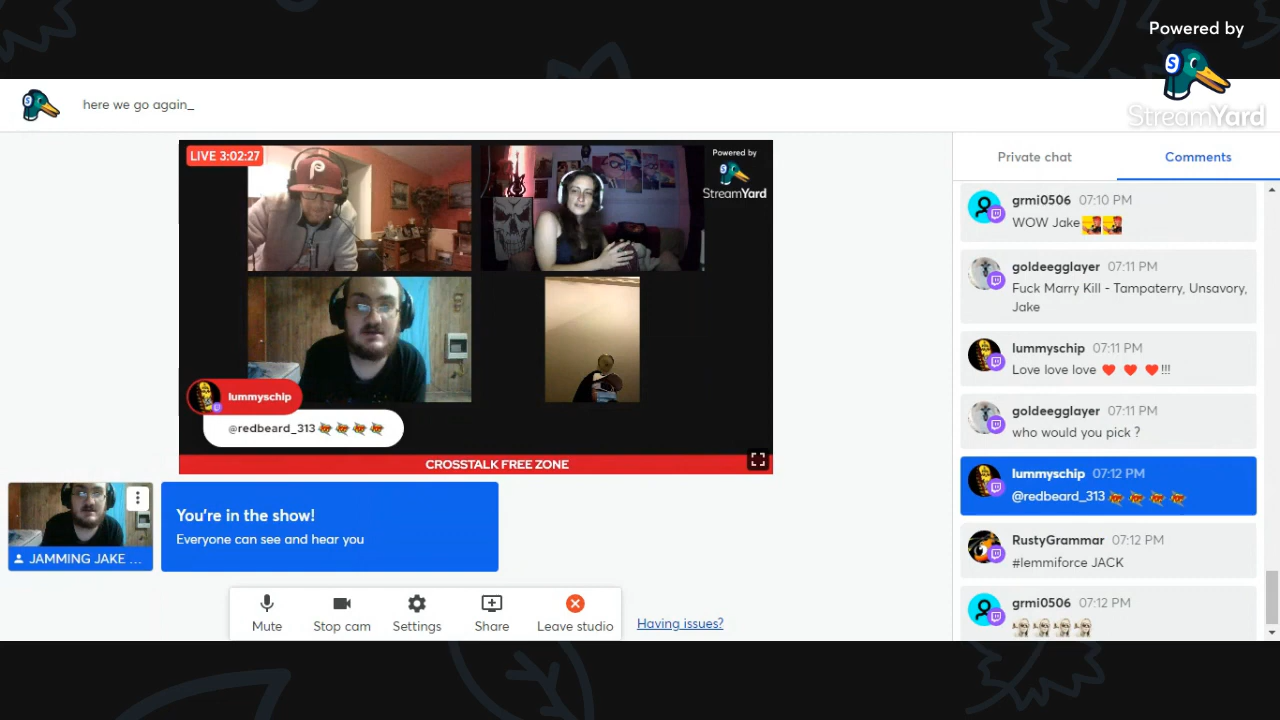 Powered by
StreamYard
here we go again_
LIVE 3:02:27
Powered by
StreamYard
lummyschip
@redbeard_313
CROSSTALK FREE ZONE
JAMMING JAKE ...
You're in the show!
Everyone can see and hear you
Mute
Stop cam
Settings
Share
Leave studio
Having issues?
Private chat
Comments
grmi0506 07:10 PM
WOW Jake
goldeegglayer 07:11 PM
Fuck Marry Kill - Tampaterry, Unsavory,
Jake
lummyschip 07:11 PM
Love love love ♥ ♥ ♥!!!
goldeegglayer 07:11 PM
who would you pick ?
lummyschip 07:12 PM
@redbeard_313
RustyGrammar 07:12 PM
#lemmiforce JACK
grmi0506 07:12 PM